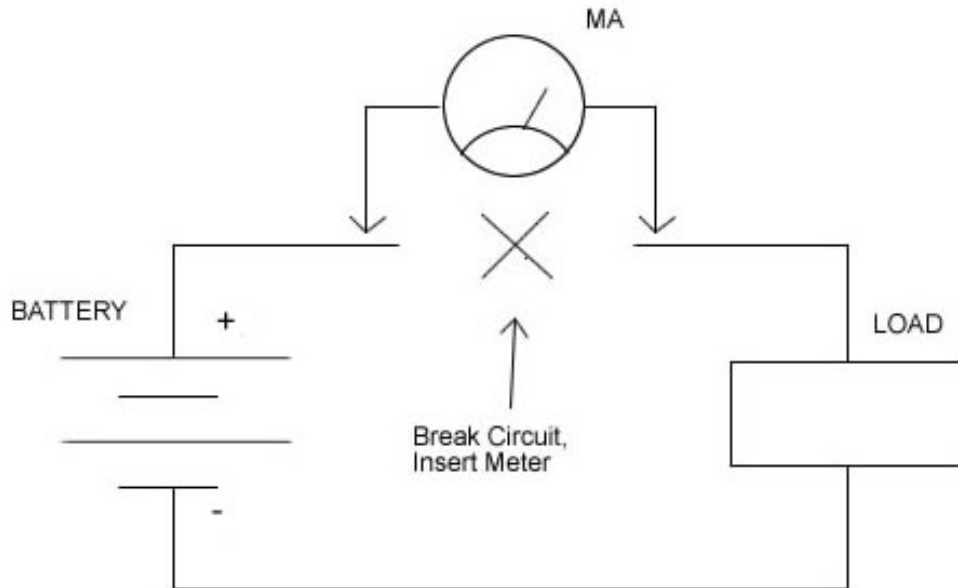 MA
BATTERY
+
LOAD
Break Circuit,
Insert Meter
-